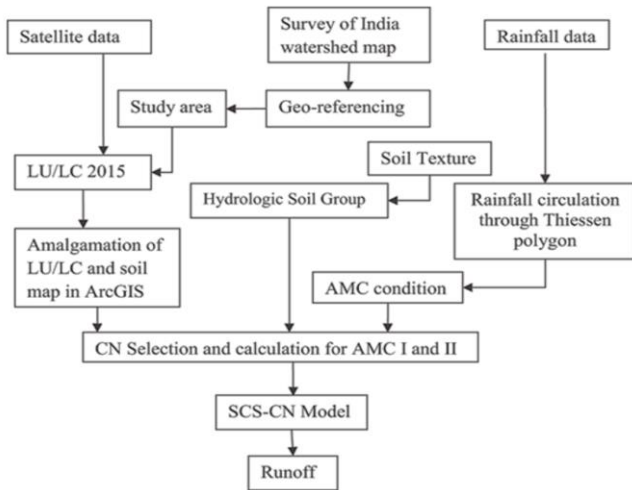 Satellite data
Survey of India
watershed map
Rainfall data
Study area
Geo-referencing
Soil Texture
LU/LC 2015
Hydrologic Soil Group
Rainfall circulation
through Thiessen
polygon
Amalgamation of
LU/LC and soil
map in ArcGIS
AMC condition
CN Selection and calculation for AMC I and II
SCS-CN Model
Runoff